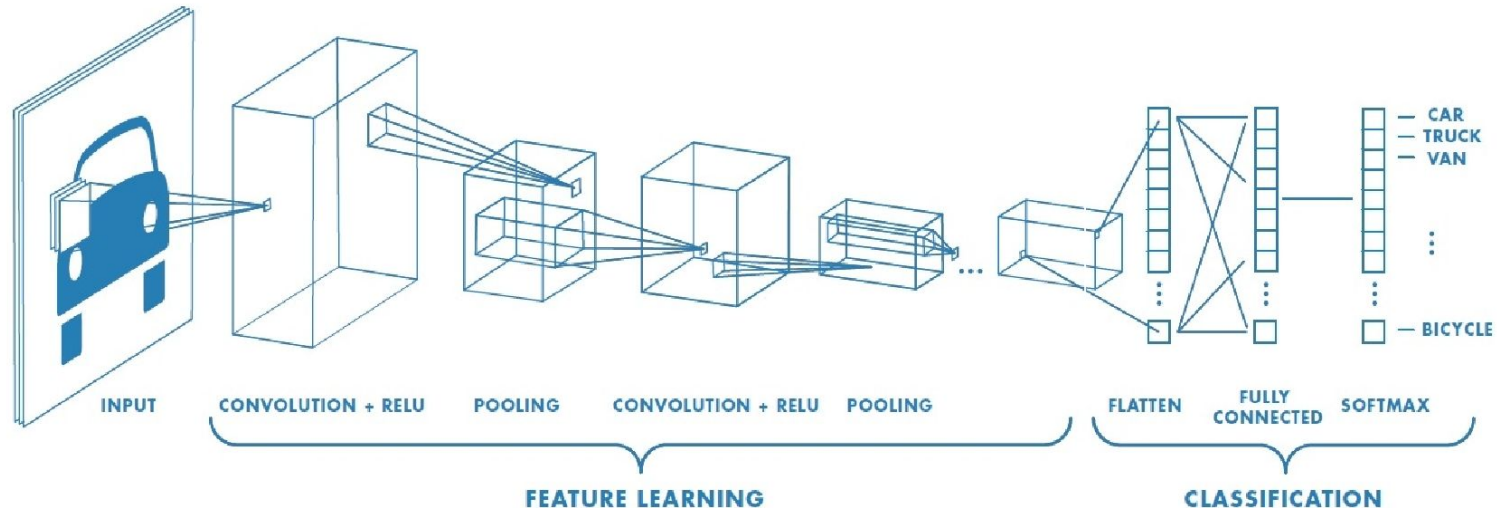 CAR
TRUCK
VAN
BICYCLE
INPUT
CONVOLUTION + RELU
POOLING
CONVOLUTION + RELU
POOLING
FLATTEN
FULLY
CONNECTED
SOFTMAX
FEATURE LEARNING
CLASSIFICATION